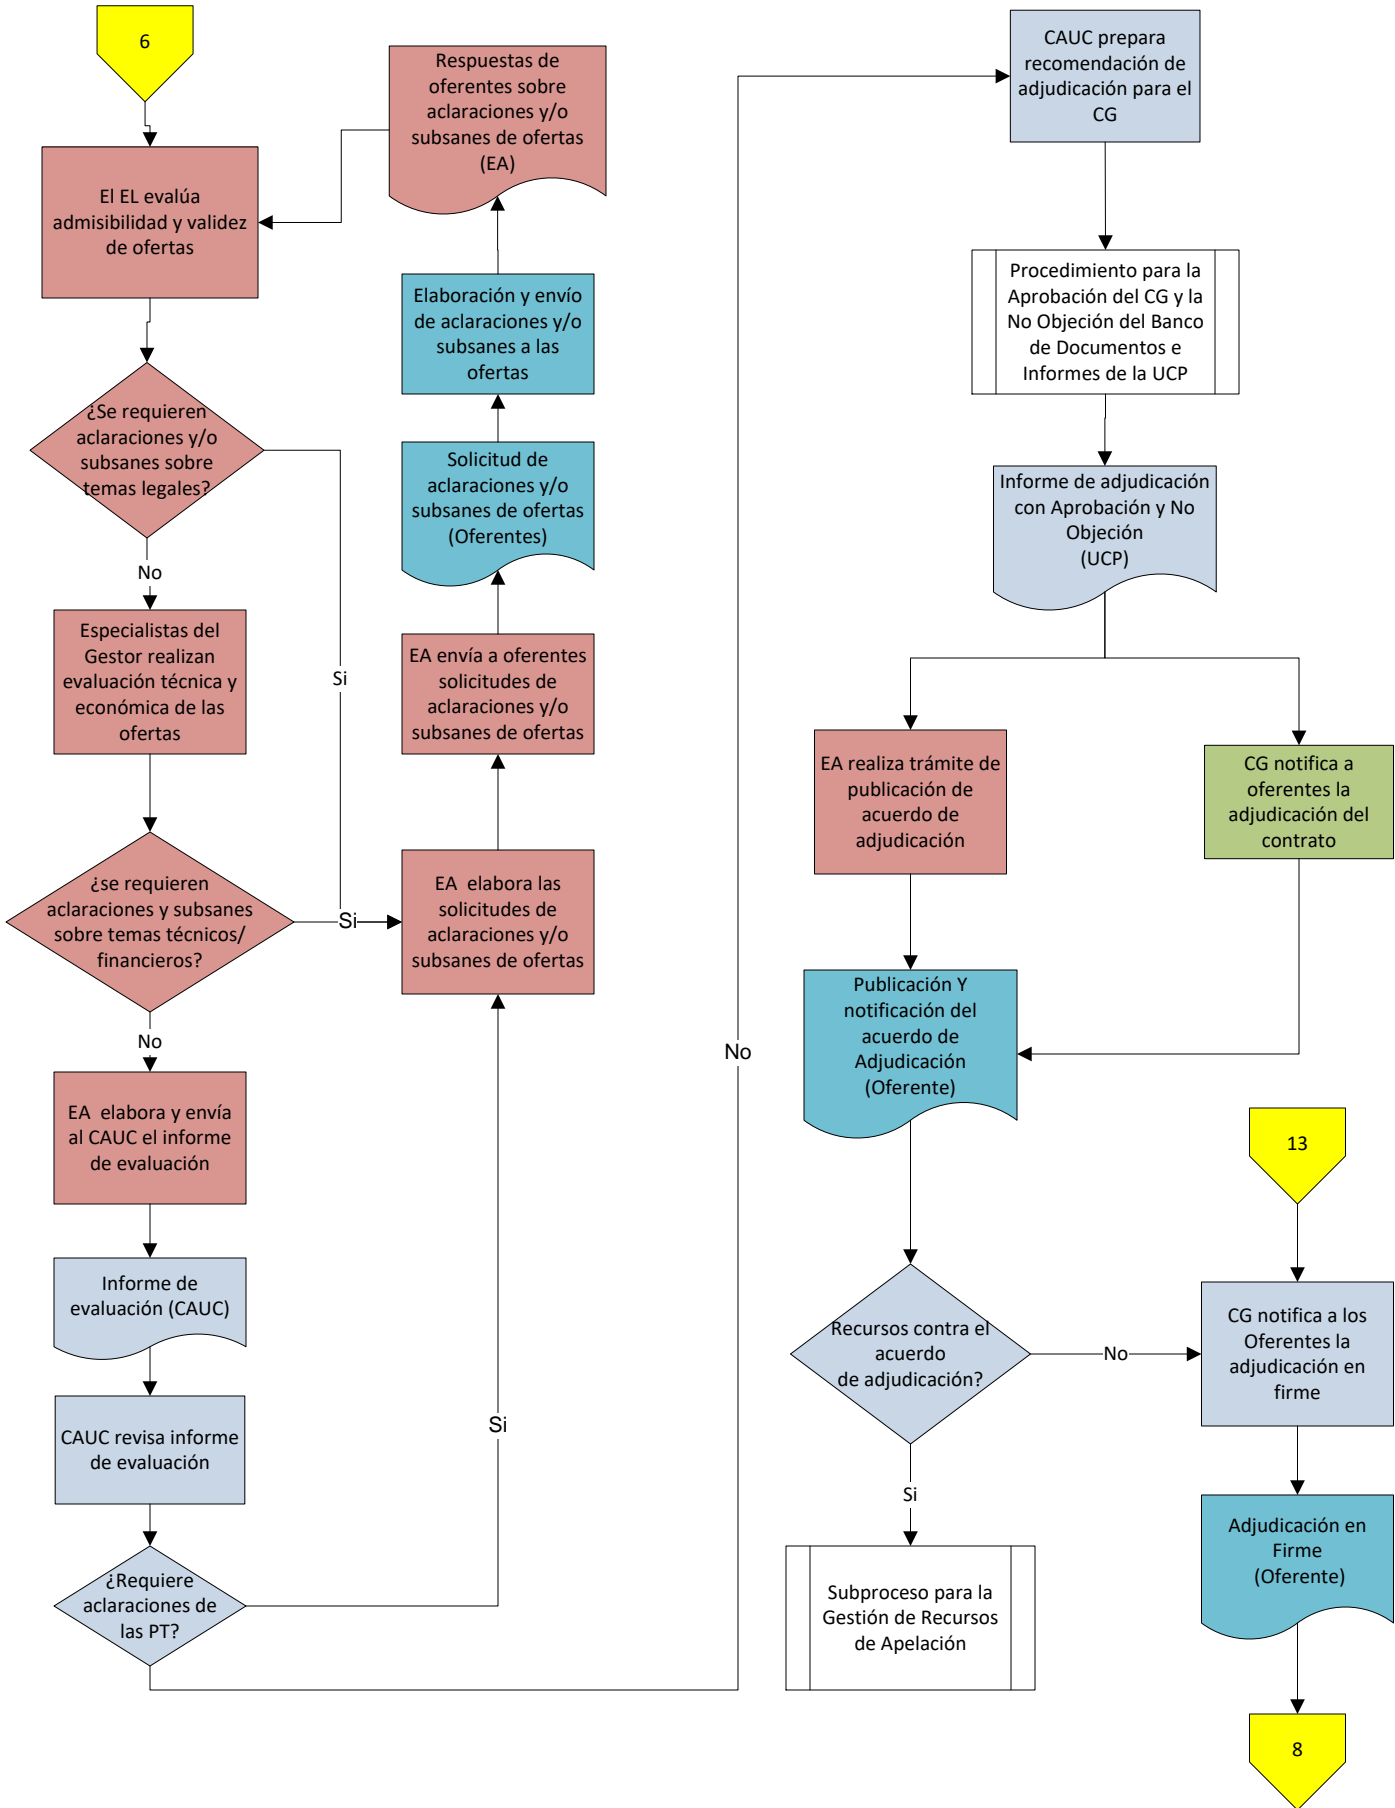 6
El EL evalúa
admisibilidad y validez
de ofertas
¿Se requieren
aclaraciones y/o
subsanes sobre
temas legales?
No
Si
Especialistas del
Gestor realizan
evaluación técnica y
económica de las
ofertas
¿se requieren
aclaraciones y subsanes
sobre temas técnicos/
financieros?
Si
No
EA  elabora y envía
al CAUC el informe
de evaluación
Informe de
evaluación (CAUC)
CAUC revisa informe
de evaluación
¿Requiere
aclaraciones de
las PT?
Respuestas de
oferentes sobre
aclaraciones y/o
subsanes de ofertas
(EA)
Elaboración y envío
de aclaraciones y/o
subsanes a las
ofertas
Solicitud de
aclaraciones y/o
subsanes de ofertas
(Oferentes)
EA envía a oferentes
solicitudes de
aclaraciones y/o
subsanes de ofertas
EA  elabora las
solicitudes de
aclaraciones y/o
subsanes de ofertas
Si
No
CAUC prepara
recomendación de
adjudicación para el
CG
Procedimiento para la
Aprobación del CG y la
No Objeción del Banco
de Documentos e
Informes de la UCP
Informe de adjudicación
con Aprobación y No
Objeción
(UCP)
EA realiza trámite de
publicación de
acuerdo de
adjudicación
CG notifica a
oferentes la
adjudicación del
contrato
Publicación Y
notificación del
acuerdo de
Adjudicación
(Oferente)
Recursos contra el
acuerdo
de adjudicación?
No
Si
Subproceso para la
Gestión de Recursos
de Apelación
13
CG notifica a los
Oferentes la
adjudicación en
firme
Adjudicación en
Firme
(Oferente)
8